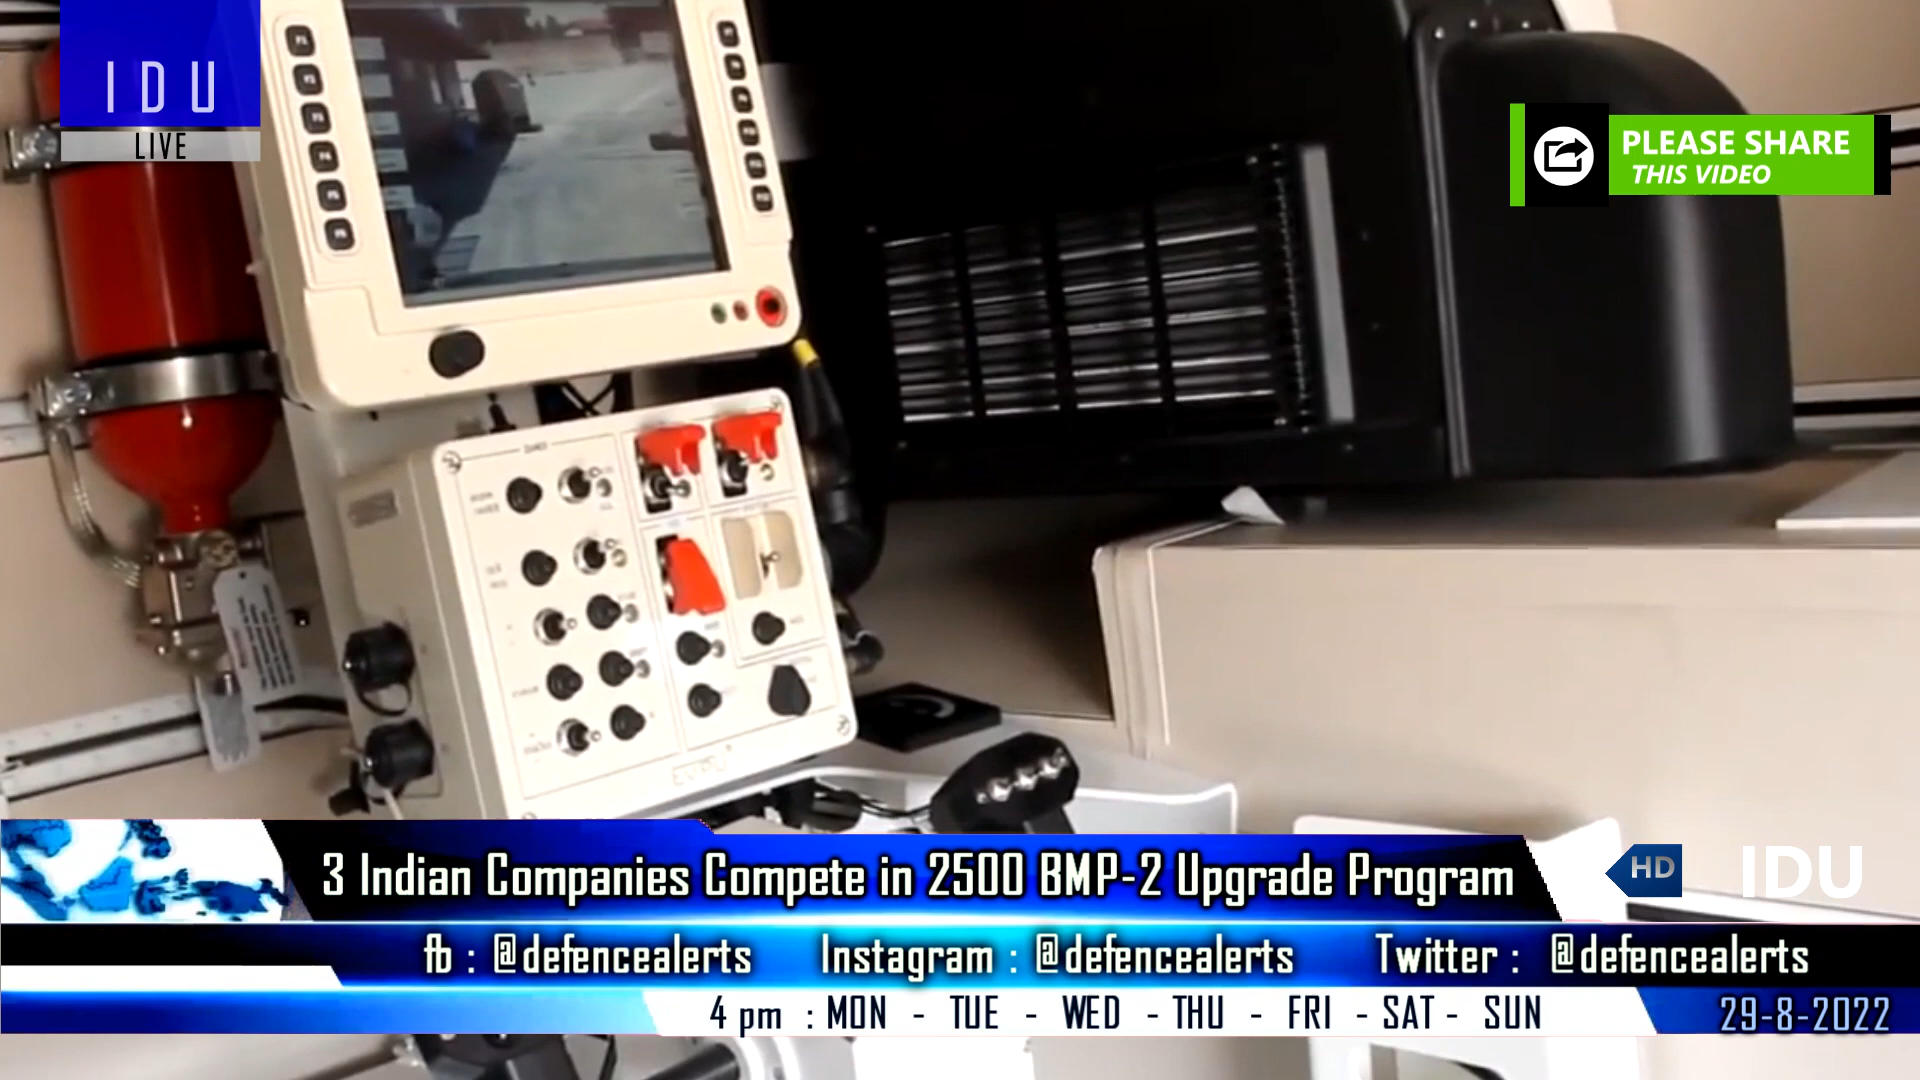 IDU
LIVE
PLEASE SHARE
THIS VIDEO
3 Indian Companies Compete in 2500 BMP-2 Upgrade Program
HD
IDU
fb : @defencealerts Instagram : @defencealerts Twitter : @defencealerts
4 pm : MON - TUE - WED - THU - FRI - SAT - SUN
29-8-2022